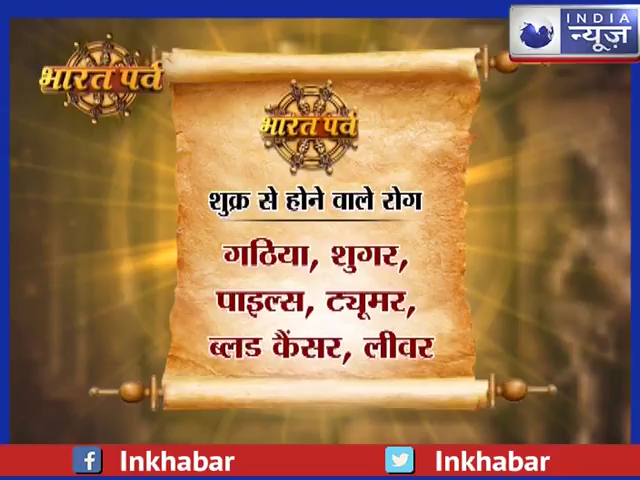 भारत पर्व
INDIA
न्यूज़
भारत पर्व
शुक्र से होने वाले रोग
गठिया, शुगर,
पाइल्स, ट्यूमर,
ब्लड कैंसर, लीवर
Inkhabar
Inkhabar